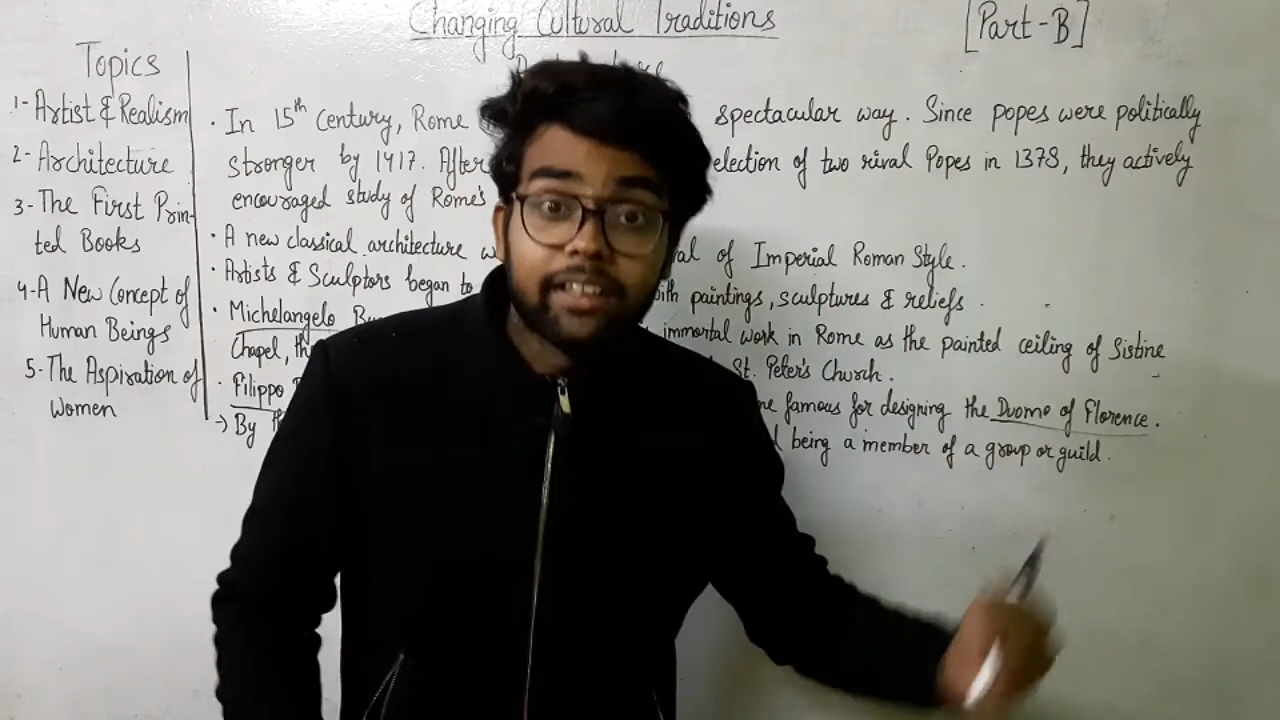 Changing Cultural Traditions
[Part-B]
Topics
1- Artist & Realism
2- Architecture
3- The First Prin-
ted Books
4- A New Concept of
Human Beings
5- The Aspiration of
Women
. In 15th century, Rome spectacular way. Since popes were politically
stronger by 1417. After election of two rival Popes in 1378, they actively
encouraged study of Rome's
. A new classical architecture of Imperial Roman Style.
. Artists & Sculptors began to paintings, sculptures & reliefs.
. Michelangelo immortal work in Rome as the painted ceiling of Sistine
Chapel, St. Peter's Church.
. Filippo famous for designing the Duomo of Florence.
-> By being a member of a group or guild.